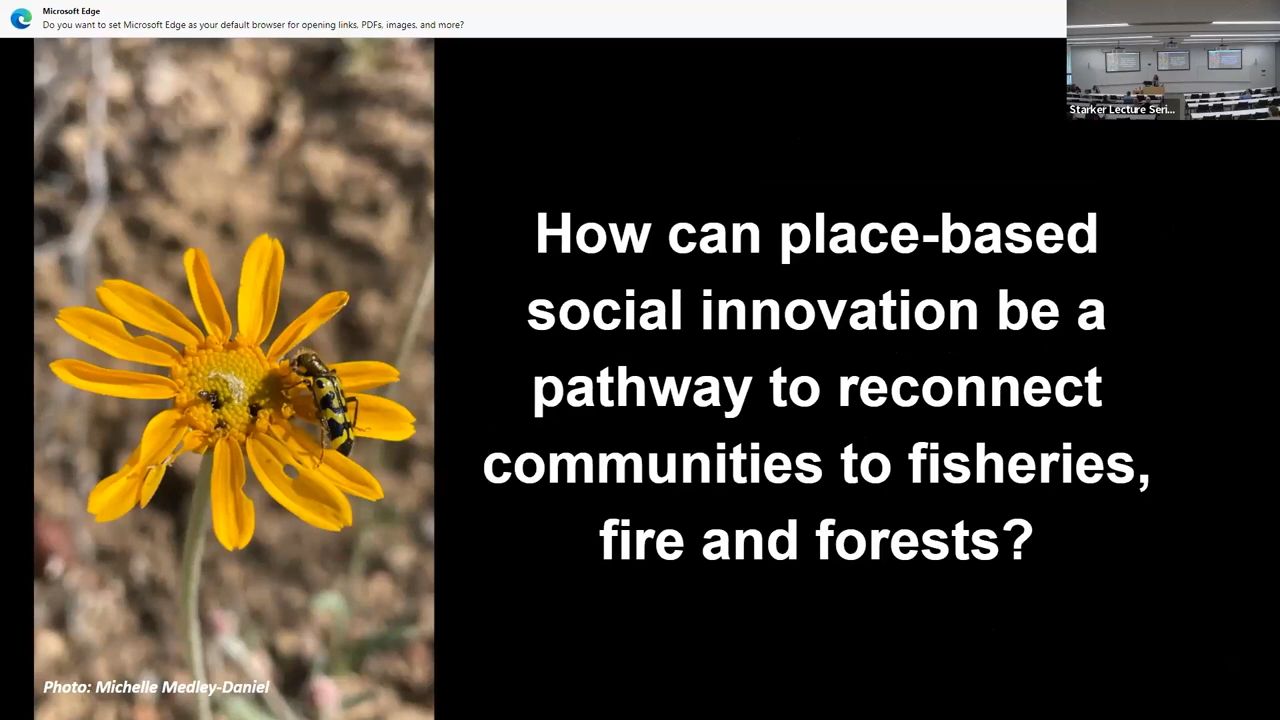 Microsoft Edge
Do you want to set Microsoft Edge as your default browser for opening links, PDFs, images, and more?
Starker Lecture Seri...
How can place-based
social innovation be a
pathway to reconnect
communities to fisheries,
fire and forests?
Photo: Michelle Medley-Daniel